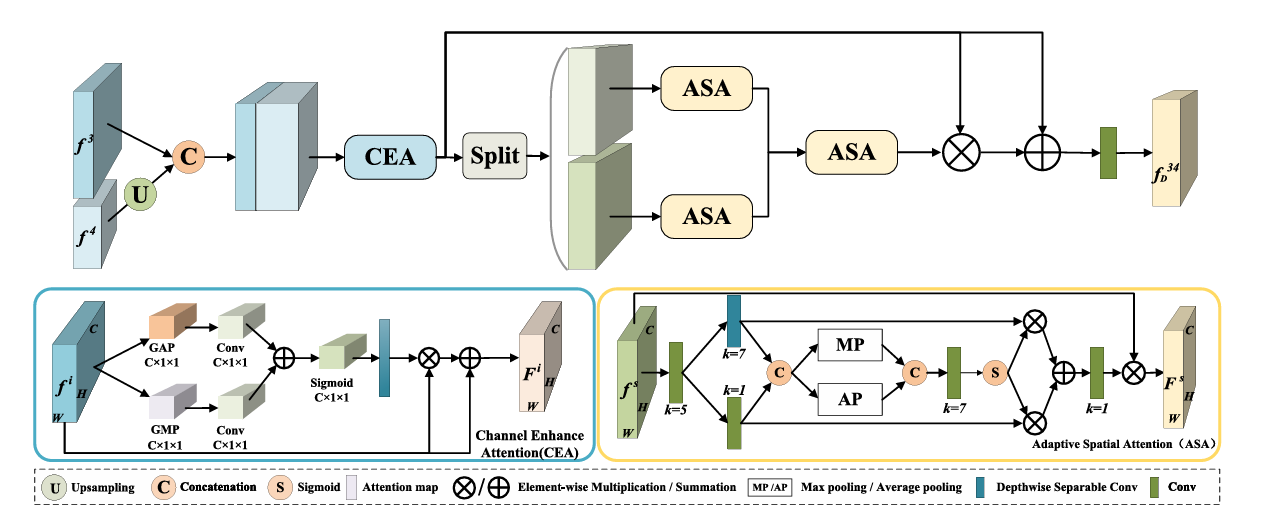 f³
f⁴
U
C
CEA
Split
ASA
ASA
ASA
f_D³⁴
fⁱ
C
H
W
GAP
C×1×1
Conv
C×1×1
GMP
C×1×1
Conv
C×1×1
Sigmoid
C×1×1
Fⁱ
C
H
W
Channel Enhance
Attention(CEA)
fˢ
C
H
W
k=5
k=7
k=1
C
MP
AP
C
k=7
S
k=1
Fˢ
C
H
W
Adaptive Spatial Attention（ASA）
U Upsampling
C Concatenation
S Sigmoid
Attention map
/ Element-wise Multiplication / Summation
MP /AP Max pooling / Average pooling
Depthwise Separable Conv
Conv